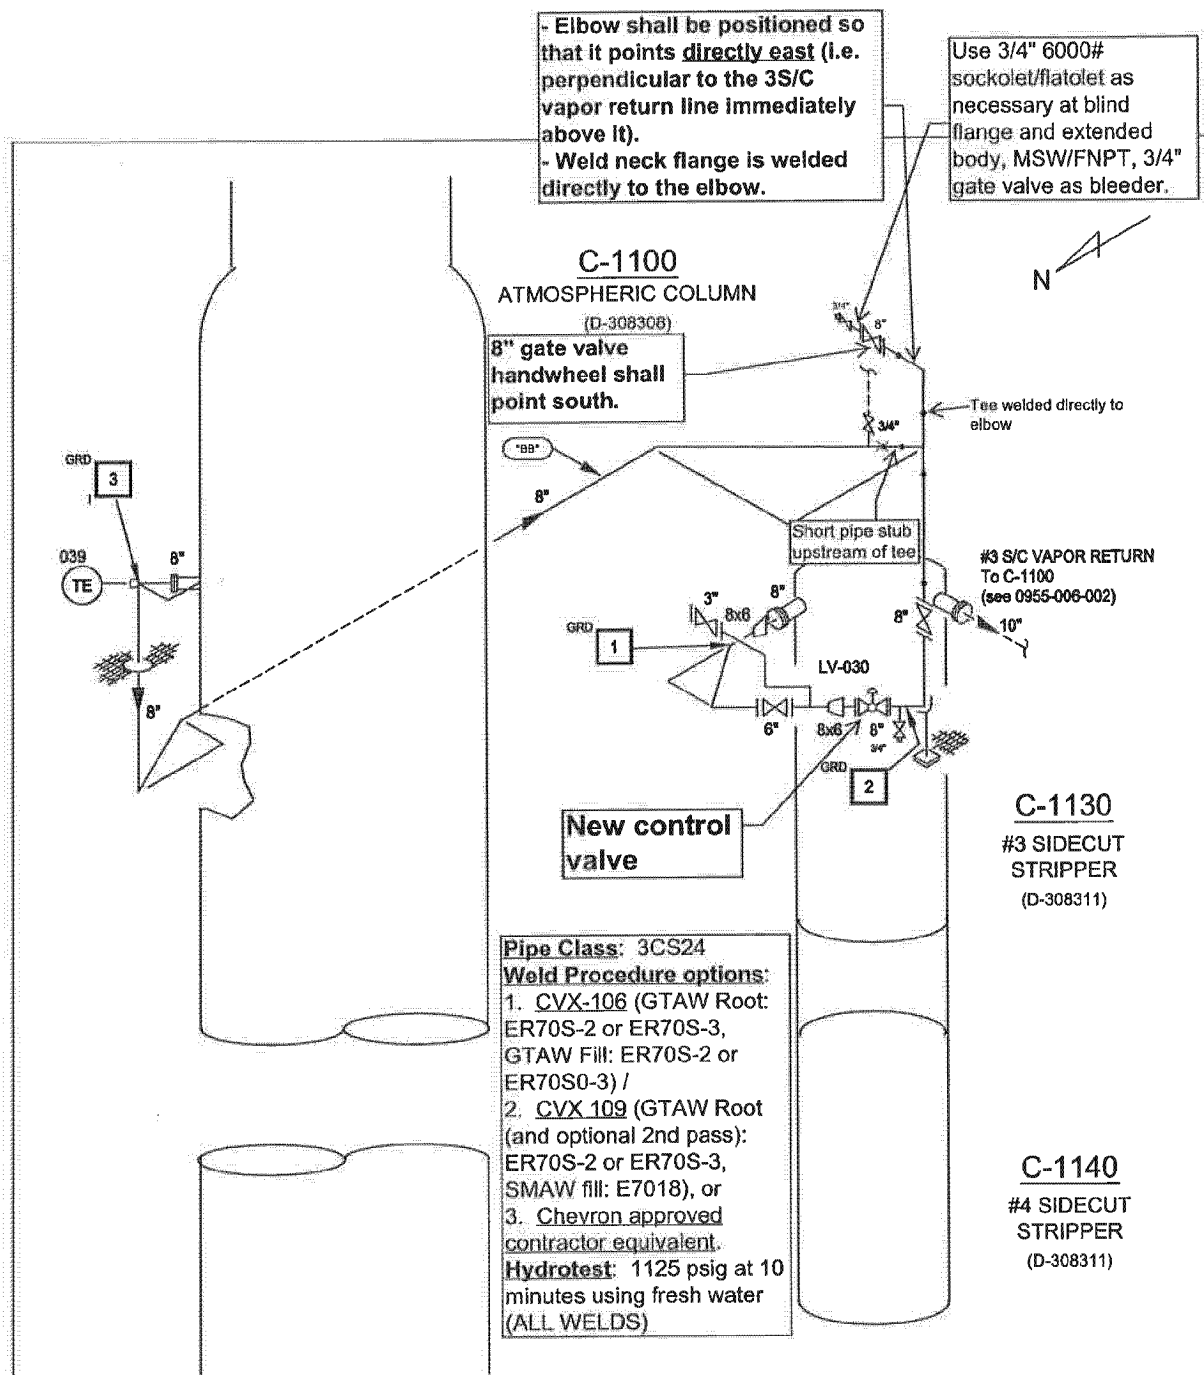 - Elbow shall be positioned so
that it points directly east (i.e.
perpendicular to the 3S/C
vapor return line immediately
above it).
- Weld neck flange is welded
directly to the elbow.
Use 3/4" 6000#
sockolet/flatolet as
necessary at blind
flange and extended
body, MSW/FNPT, 3/4"
gate valve as bleeder.
N
C-1100
ATMOSPHERIC COLUMN
(D-308308)
8" gate valve
handwheel shall
point south.
3/4"
8"
Tee welded directly to
elbow
3/4"
"BB"
8"
GRD
3
039
TE
8"
8"
Short pipe stub
upstream of tee
#3 S/C VAPOR RETURN
To C-1100
(see 0955-006-002)
10"
8"
3"
8x6
8"
GRD
1
LV-030
6"
8x6
8"
3/4"
GRD
2
New control
valve
C-1130
#3 SIDECUT
STRIPPER
(D-308311)
Pipe Class: 3CS24
Weld Procedure options:
1. CVX-106 (GTAW Root:
ER70S-2 or ER70S-3,
GTAW Fill: ER70S-2 or
ER70S0-3) /
2. CVX 109 (GTAW Root
(and optional 2nd pass):
ER70S-2 or ER70S-3,
SMAW fill: E7018), or
3. Chevron approved
contractor equivalent.
Hydrotest: 1125 psig at 10
minutes using fresh water
(ALL WELDS)
C-1140
#4 SIDECUT
STRIPPER
(D-308311)